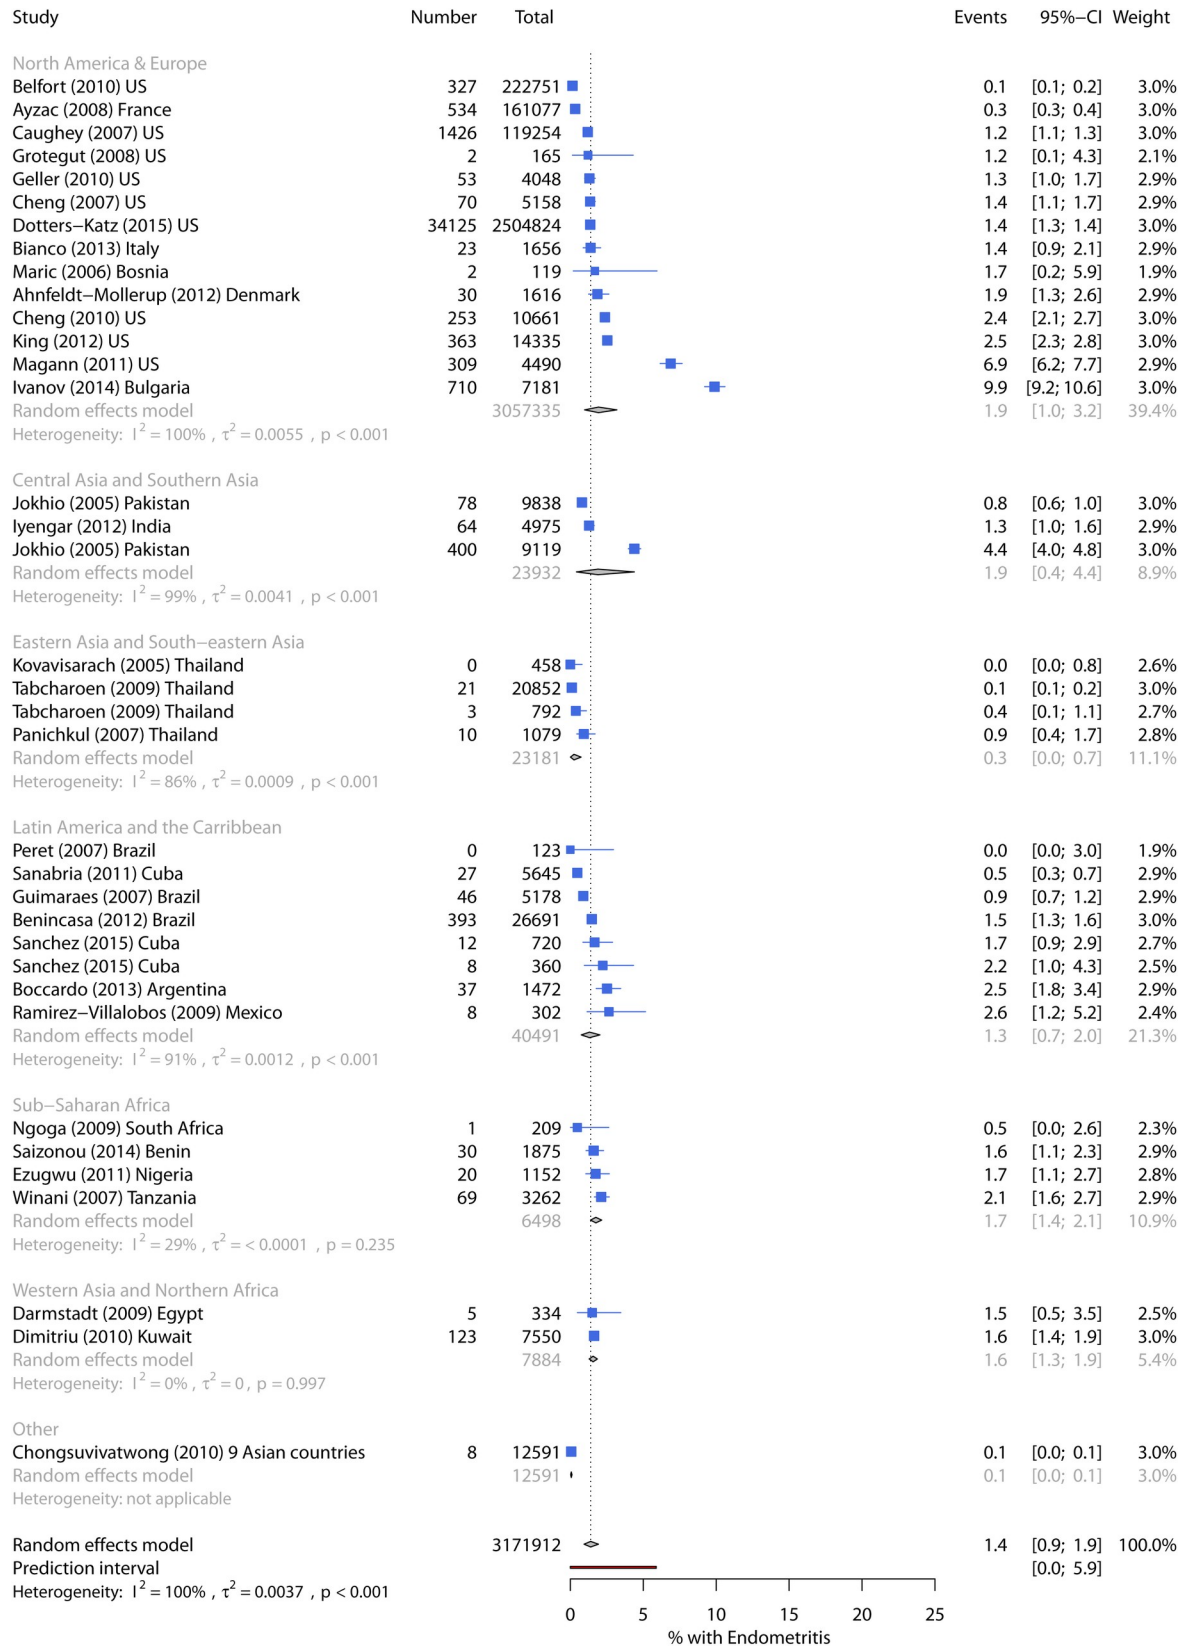 Study Number Total Events 95%−CI Weight
North America & Europe
Belfort (2010) US 327 222751 0.1 [0.1; 0.2] 3.0%
Ayzac (2008) France 534 161077 0.3 [0.3; 0.4] 3.0%
Caughey (2007) US 1426 119254 1.2 [1.1; 1.3] 3.0%
Grotegut (2008) US 2 165 1.2 [0.1; 4.3] 2.1%
Geller (2010) US 53 4048 1.3 [1.0; 1.7] 2.9%
Cheng (2007) US 70 5158 1.4 [1.1; 1.7] 2.9%
Dotters−Katz (2015) US 34125 2504824 1.4 [1.3; 1.4] 3.0%
Bianco (2013) Italy 23 1656 1.4 [0.9; 2.1] 2.9%
Maric (2006) Bosnia 2 119 1.7 [0.2; 5.9] 1.9%
Ahnfeldt−Mollerup (2012) Denmark 30 1616 1.9 [1.3; 2.6] 2.9%
Cheng (2010) US 253 10661 2.4 [2.1; 2.7] 3.0%
King (2012) US 363 14335 2.5 [2.3; 2.8] 3.0%
Magann (2011) US 309 4490 6.9 [6.2; 7.7] 2.9%
Ivanov (2014) Bulgaria 710 7181 9.9 [9.2; 10.6] 3.0%
Random effects model 3057335 1.9 [1.0; 3.2] 39.4%
Heterogeneity: I² = 100% , τ² = 0.0055 , p < 0.001
Central Asia and Southern Asia
Jokhio (2005) Pakistan 78 9838 0.8 [0.6; 1.0] 3.0%
Iyengar (2012) India 64 4975 1.3 [1.0; 1.6] 2.9%
Jokhio (2005) Pakistan 400 9119 4.4 [4.0; 4.8] 3.0%
Random effects model 23932 1.9 [0.4; 4.4] 8.9%
Heterogeneity: I² = 99% , τ² = 0.0041 , p < 0.001
Eastern Asia and South−eastern Asia
Kovavisarach (2005) Thailand 0 458 0.0 [0.0; 0.8] 2.6%
Tabcharoen (2009) Thailand 21 20852 0.1 [0.1; 0.2] 3.0%
Tabcharoen (2009) Thailand 3 792 0.4 [0.1; 1.1] 2.7%
Panichkul (2007) Thailand 10 1079 0.9 [0.4; 1.7] 2.8%
Random effects model 23181 0.3 [0.0; 0.7] 11.1%
Heterogeneity: I² = 86% , τ² = 0.0009 , p < 0.001
Latin America and the Carribbean
Peret (2007) Brazil 0 123 0.0 [0.0; 3.0] 1.9%
Sanabria (2011) Cuba 27 5645 0.5 [0.3; 0.7] 2.9%
Guimaraes (2007) Brazil 46 5178 0.9 [0.7; 1.2] 2.9%
Benincasa (2012) Brazil 393 26691 1.5 [1.3; 1.6] 3.0%
Sanchez (2015) Cuba 12 720 1.7 [0.9; 2.9] 2.7%
Sanchez (2015) Cuba 8 360 2.2 [1.0; 4.3] 2.5%
Boccardo (2013) Argentina 37 1472 2.5 [1.8; 3.4] 2.9%
Ramirez−Villalobos (2009) Mexico 8 302 2.6 [1.2; 5.2] 2.4%
Random effects model 40491 1.3 [0.7; 2.0] 21.3%
Heterogeneity: I² = 91% , τ² = 0.0012 , p < 0.001
Sub−Saharan Africa
Ngoga (2009) South Africa 1 209 0.5 [0.0; 2.6] 2.3%
Saizonou (2014) Benin 30 1875 1.6 [1.1; 2.3] 2.9%
Ezugwu (2011) Nigeria 20 1152 1.7 [1.1; 2.7] 2.8%
Winani (2007) Tanzania 69 3262 2.1 [1.6; 2.7] 2.9%
Random effects model 6498 1.7 [1.4; 2.1] 10.9%
Heterogeneity: I² = 29% , τ² = < 0.0001 , p = 0.235
Western Asia and Northern Africa
Darmstadt (2009) Egypt 5 334 1.5 [0.5; 3.5] 2.5%
Dimitriu (2010) Kuwait 123 7550 1.6 [1.4; 1.9] 3.0%
Random effects model 7884 1.6 [1.3; 1.9] 5.4%
Heterogeneity: I² = 0% , τ² = 0 , p = 0.997
Other
Chongsuvivatwong (2010) 9 Asian countries 8 12591 0.1 [0.0; 0.1] 3.0%
Random effects model 12591 0.1 [0.0; 0.1] 3.0%
Heterogeneity: not applicable
Random effects model 3171912 1.4 [0.9; 1.9] 100.0%
Prediction interval [0.0; 5.9]
Heterogeneity: I² = 100% , τ² = 0.0037 , p < 0.001
0 5 10 15 20 25
% with Endometritis